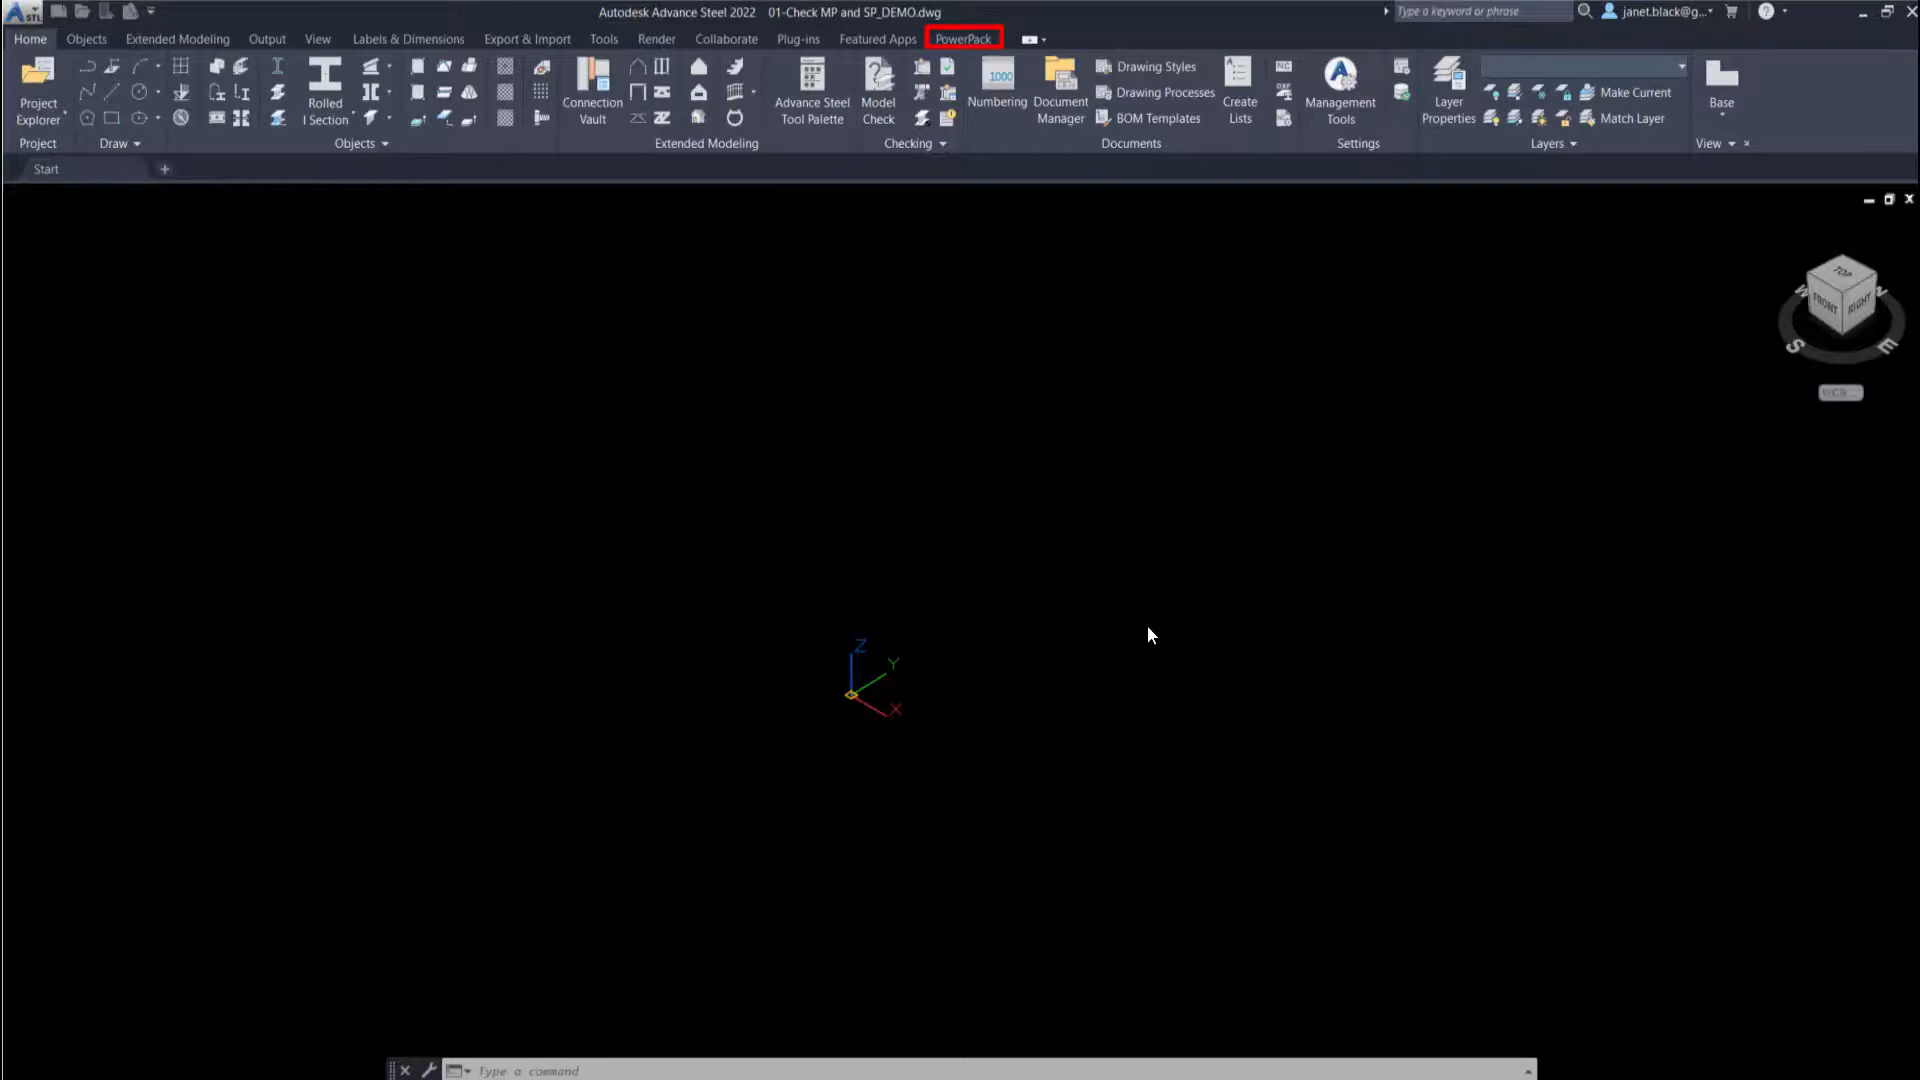 STL
Autodesk Advance Steel 2022 01-Check MP and SP_DEMO.dwg
Type a keyword or phrase
janet.black@g...
Home Objects Extended Modeling Output View Labels & Dimensions Export & Import Tools Render Collaborate Plug-ins Featured Apps PowerPack
Project Explorer
Rolled I Section
Connection Vault
Advance Steel Tool Palette
Model Check
1000
Numbering
Document Manager
Drawing Styles
Drawing Processes
BOM Templates
Create Lists
Management Tools
Layer Properties
Make Current
Match Layer
Base
Project Draw Objects Extended Modeling Checking Documents Settings Layers View
Start
TOP
FRONT
RIGHT
W
N
S
E
WCS
Z
Y
X
Type a command